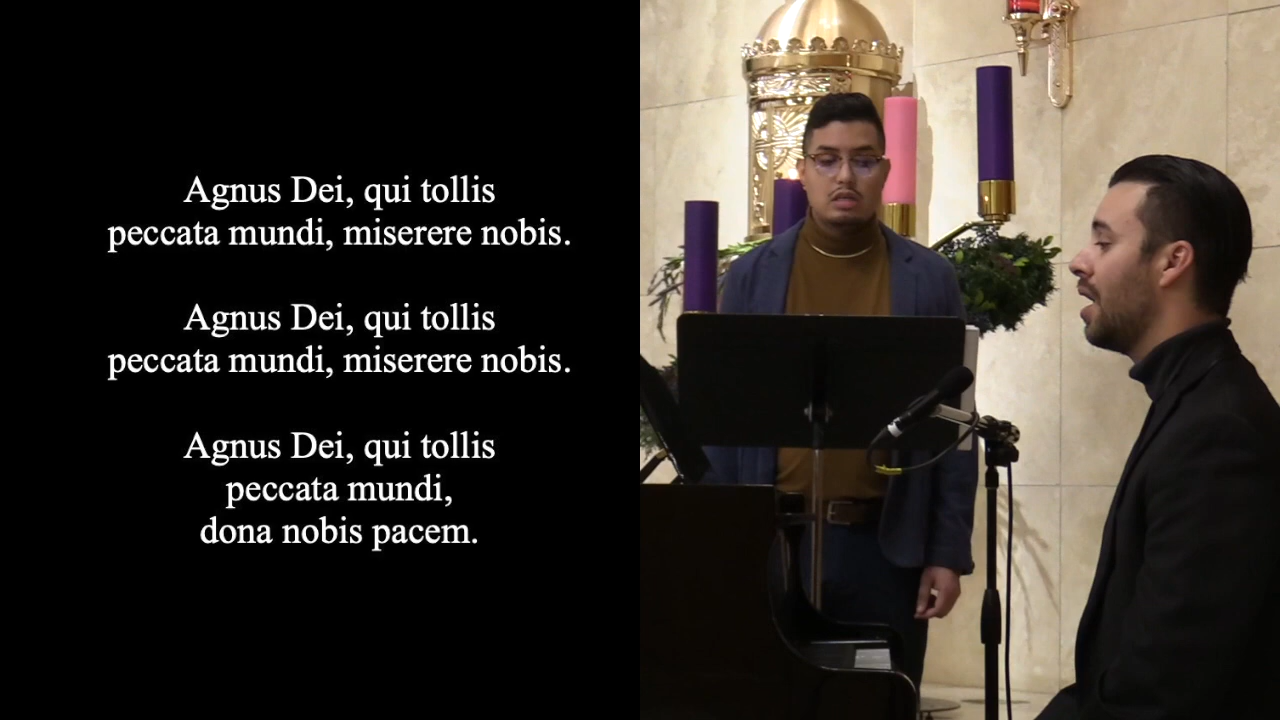 Agnus Dei, qui tollis
peccata mundi, miserere nobis.
Agnus Dei, qui tollis
peccata mundi, miserere nobis.
Agnus Dei, qui tollis
peccata mundi,
dona nobis pacem.